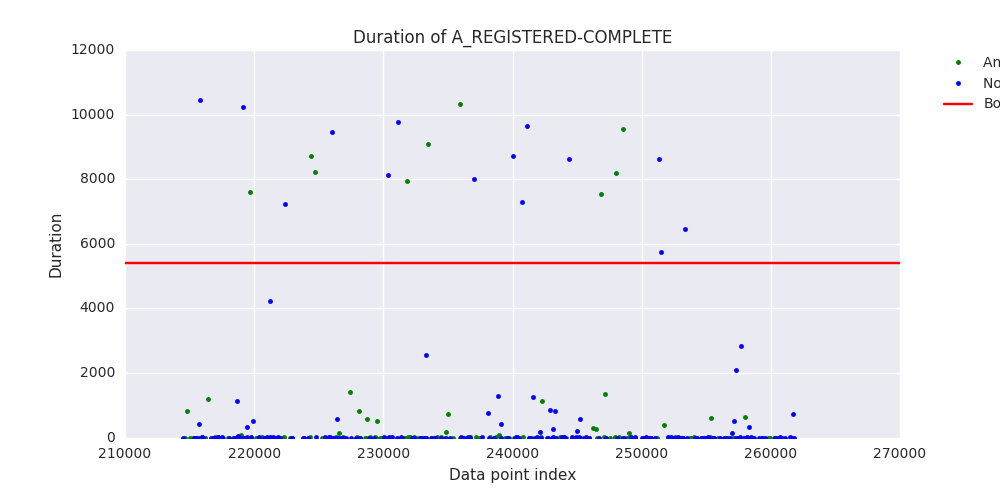 Duration of A_REGISTERED-COMPLETE
12000
10000
8000
6000
4000
2000
0
Duration
210000 220000 230000 240000 250000 260000 270000
Data point index
An
No
Bo